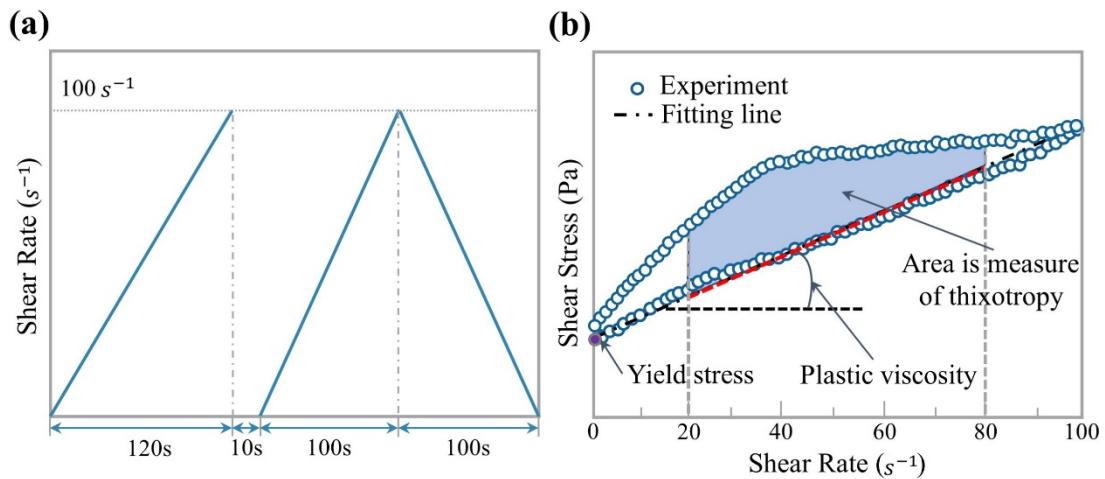 (a)
100 s⁻¹
Shear Rate (s⁻¹)
120s
10s
100s
100s
(b)
Experiment
Fitting line
Shear Stress (Pa)
Area is measure
of thixotropy
Yield stress
Plastic viscosity
0
20
40
60
80
100
Shear Rate (s⁻¹)